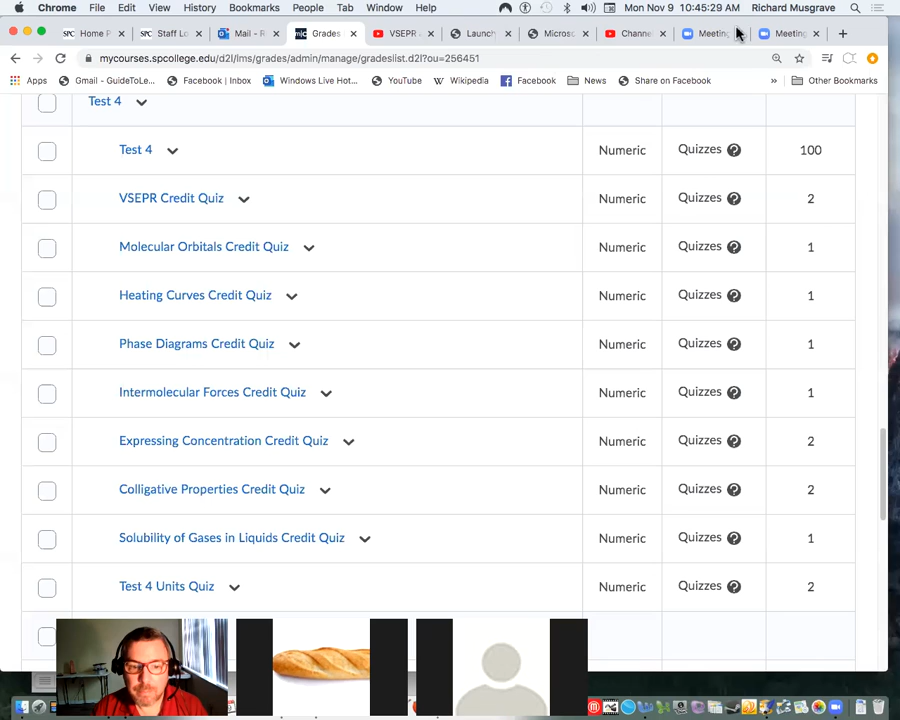 Chrome File Edit View History Bookmarks People Tab Window Help Mon Nov 9 10:45:29 AM Richard Musgrave
Home P Staff Lo Mail - R Grades VSEPR Launch Micros Channe Meetin Meeting
mycourses.spcollege.edu/d2l/lms/grades/admin/manage/gradeslist.d2l?ou=256451
Apps Gmail - GuideToLe... Facebook | Inbox Windows Live Hot... YouTube Wikipedia Facebook News Share on Facebook » Other Bookmarks
Test 4
Test 4 Numeric Quizzes ? 100
VSEPR Credit Quiz Numeric Quizzes ? 2
Molecular Orbitals Credit Quiz Numeric Quizzes ? 1
Heating Curves Credit Quiz Numeric Quizzes ? 1
Phase Diagrams Credit Quiz Numeric Quizzes ? 1
Intermolecular Forces Credit Quiz Numeric Quizzes ? 1
Expressing Concentration Credit Quiz Numeric Quizzes ? 2
Colligative Properties Credit Quiz Numeric Quizzes ? 2
Solubility of Gases in Liquids Credit Quiz Numeric Quizzes ? 1
Test 4 Units Quiz Numeric Quizzes ? 2